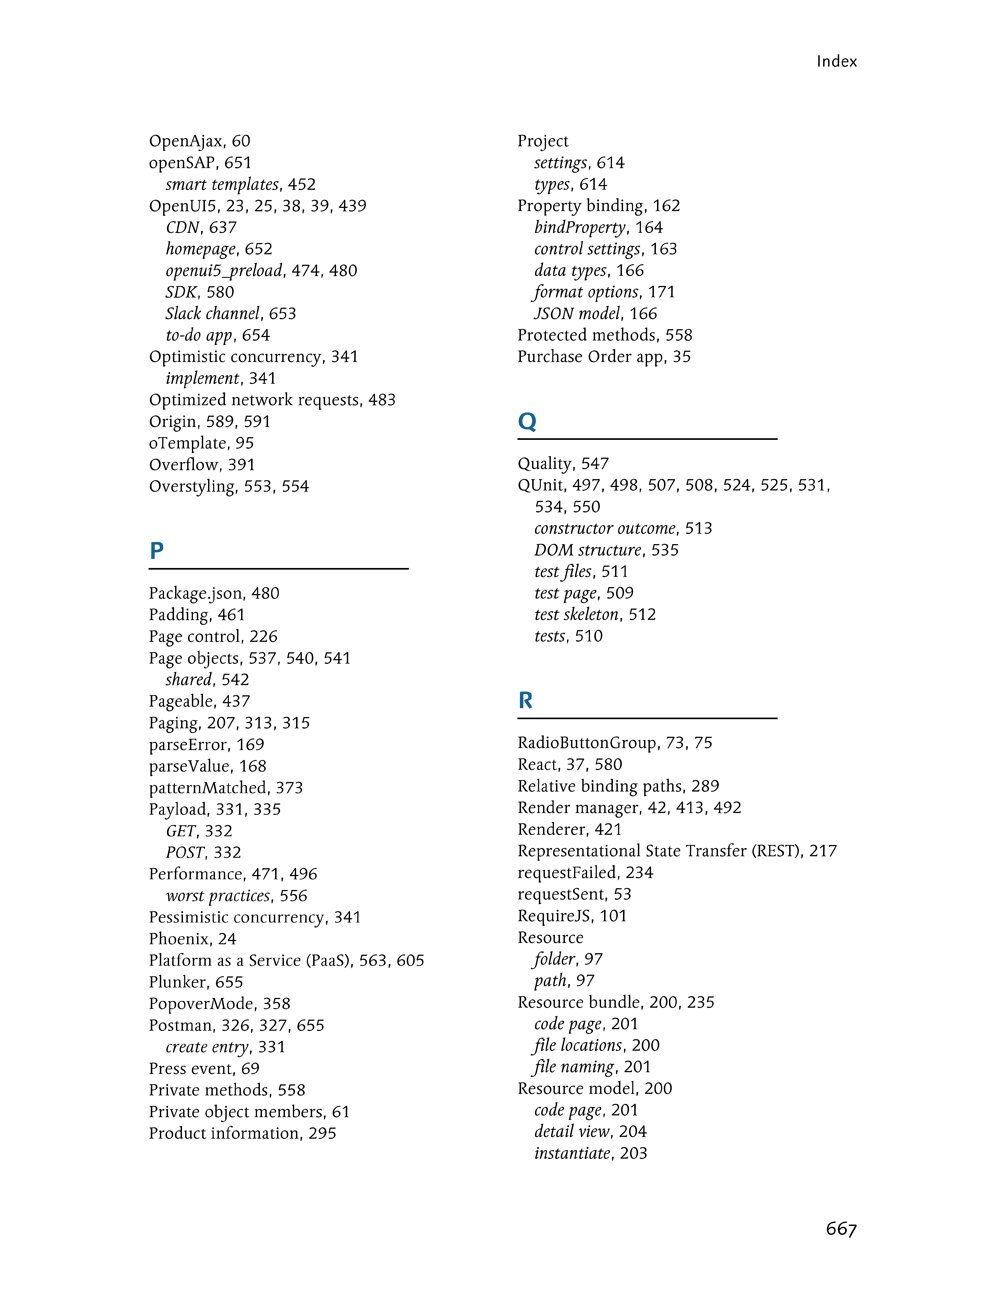 Index
OpenAjax, 60
openSAP, 651
smart templates, 452
OpenUI5, 23, 25, 38, 39, 439
CDN, 637
homepage, 652
openui5_preload, 474, 480
SDK, 580
Slack channel, 653
to-do app, 654
Optimistic concurrency, 341
implement, 341
Optimized network requests, 483
Origin, 589, 591
oTemplate, 95
Overflow, 391
Overstyling, 553, 554
P
Package.json, 480
Padding, 461
Page control, 226
Page objects, 537, 540, 541
shared, 542
Pageable, 437
Paging, 207, 313, 315
parseError, 169
parseValue, 168
patternMatched, 373
Payload, 331, 335
GET, 332
POST, 332
Performance, 471, 496
worst practices, 556
Pessimistic concurrency, 341
Phoenix, 24
Platform as a Service (PaaS), 563, 605
Plunker, 655
PopoverMode, 358
Postman, 326, 327, 655
create entry, 331
Press event, 69
Private methods, 558
Private object members, 61
Product information, 295
Project
settings, 614
types, 614
Property binding, 162
bindProperty, 164
control settings, 163
data types, 166
format options, 171
JSON model, 166
Protected methods, 558
Purchase Order app, 35
Q
Quality, 547
QUnit, 497, 498, 507, 508, 524, 525, 531,
534, 550
constructor outcome, 513
DOM structure, 535
test files, 511
test page, 509
test skeleton, 512
tests, 510
R
RadioButtonGroup, 73, 75
React, 37, 580
Relative binding paths, 289
Render manager, 42, 413, 492
Renderer, 421
Representational State Transfer (REST), 217
requestFailed, 234
requestSent, 53
RequireJS, 101
Resource
folder, 97
path, 97
Resource bundle, 200, 235
code page, 201
file locations, 200
file naming, 201
Resource model, 200
code page, 201
detail view, 204
instantiate, 203
667